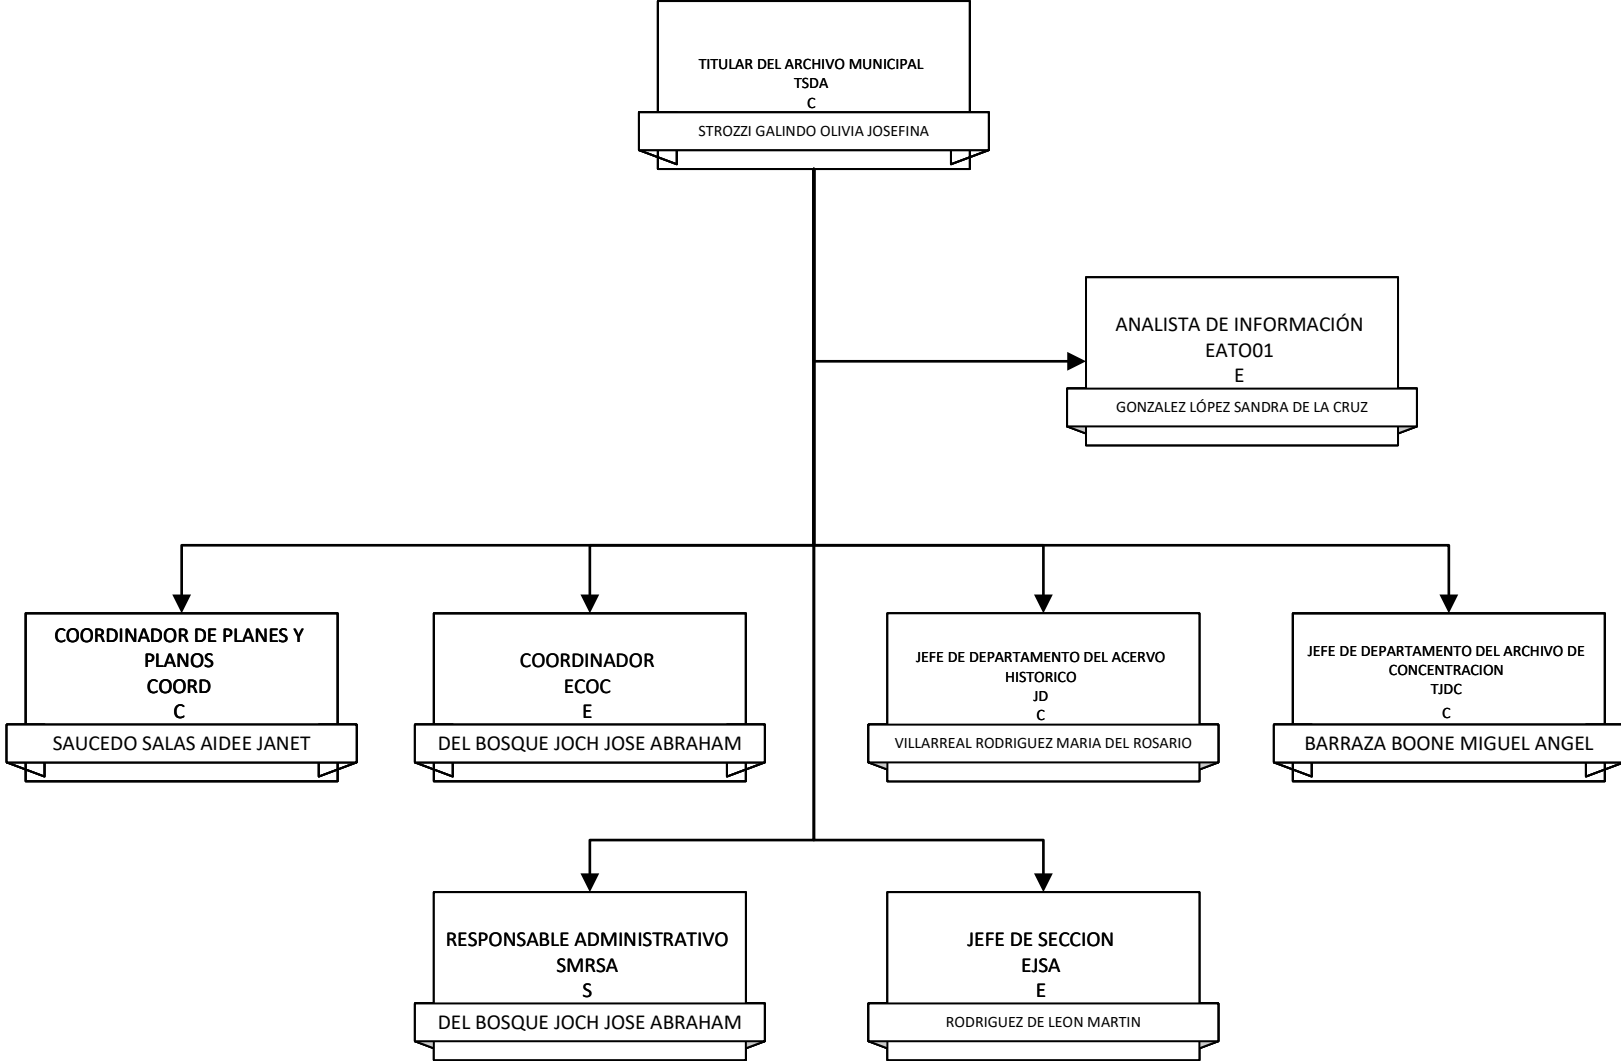 TITULAR DEL ARCHIVO MUNICIPAL
TSDA
C
STROZZI GALINDO OLIVIA JOSEFINA
ANALISTA DE INFORMACIÓN
EATO01
E
GONZALEZ LÓPEZ SANDRA DE LA CRUZ
COORDINADOR DE PLANES Y
PLANOS
COORD
C
SAUCEDO SALAS AIDEE JANET
COORDINADOR
ECOC
E
DEL BOSQUE JOCH JOSE ABRAHAM
JEFE DE DEPARTAMENTO DEL ACERVO
HISTORICO
JD
C
VILLARREAL RODRIGUEZ MARIA DEL ROSARIO
JEFE DE DEPARTAMENTO DEL ARCHIVO DE
CONCENTRACION
TJDC
C
BARRAZA BOONE MIGUEL ANGEL
RESPONSABLE ADMINISTRATIVO
SMRSA
S
DEL BOSQUE JOCH JOSE ABRAHAM
JEFE DE SECCION
EJSA
E
RODRIGUEZ DE LEON MARTIN